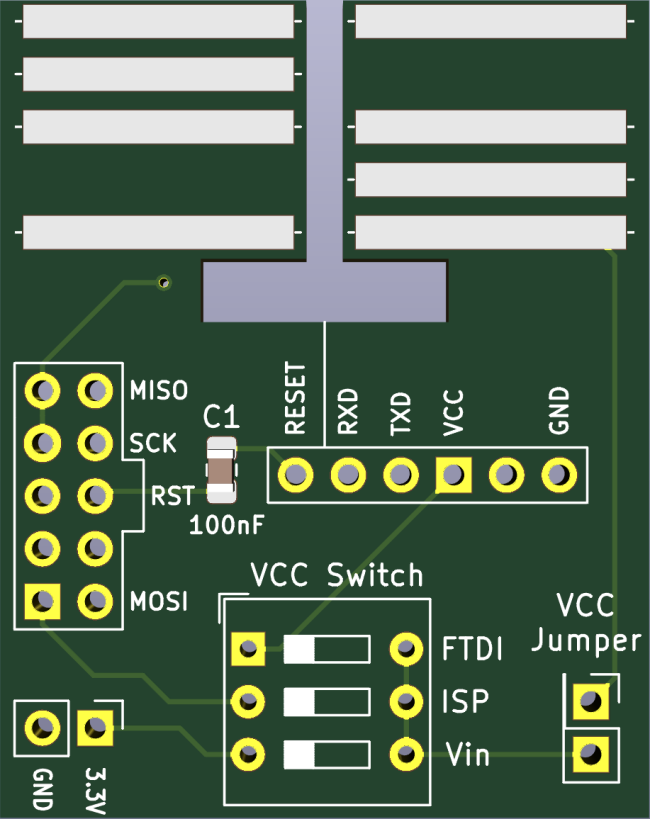 RESET
RXD
TXD
VCC
GND
MISO
C1
SCK
RST
100nF
MOSI
VCC Switch
FTDI
ISP
Vin
VCC
Jumper
GND
3.3V